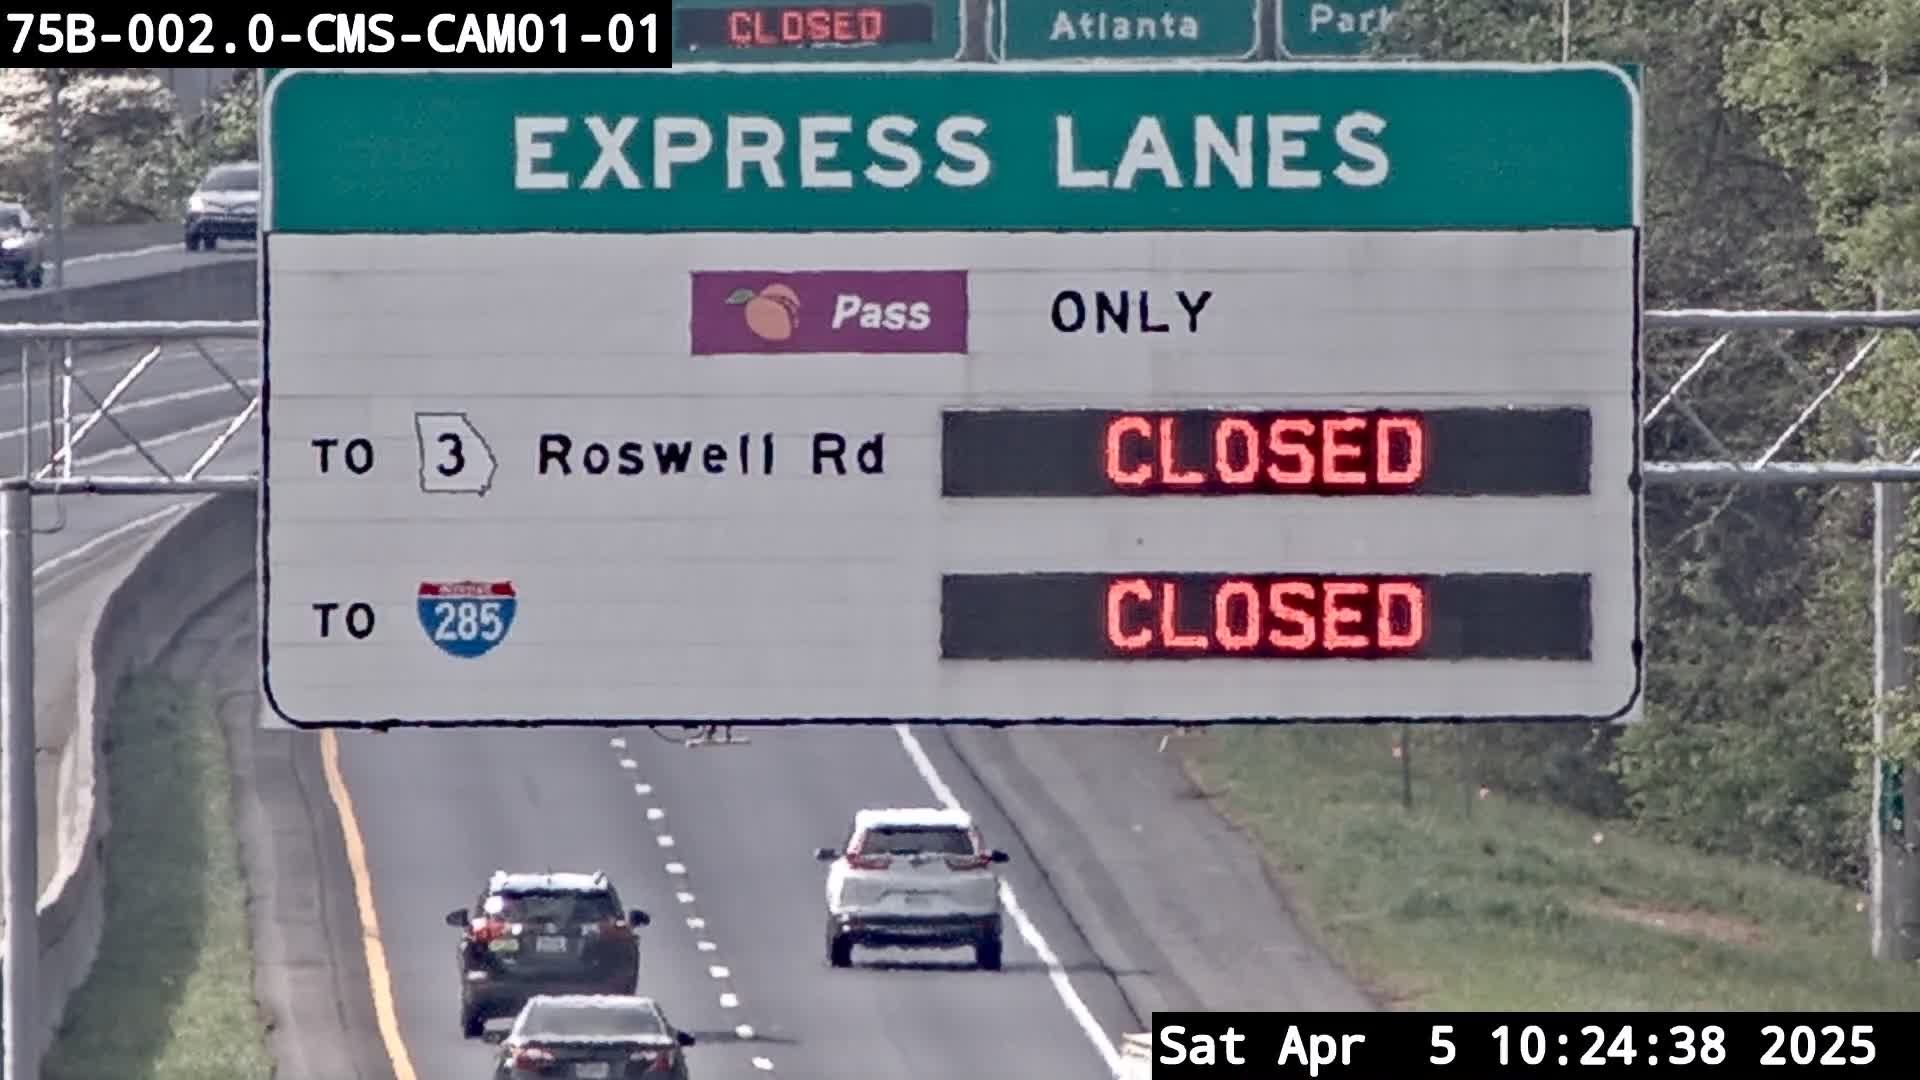 75B-002.0-CMS-CAM01-01
CLOSED
Atlanta
Park
EXPRESS LANES
Pass ONLY
TO 3 Roswell Rd CLOSED
TO 285 CLOSED
Sat Apr 5 10:24:38 2025